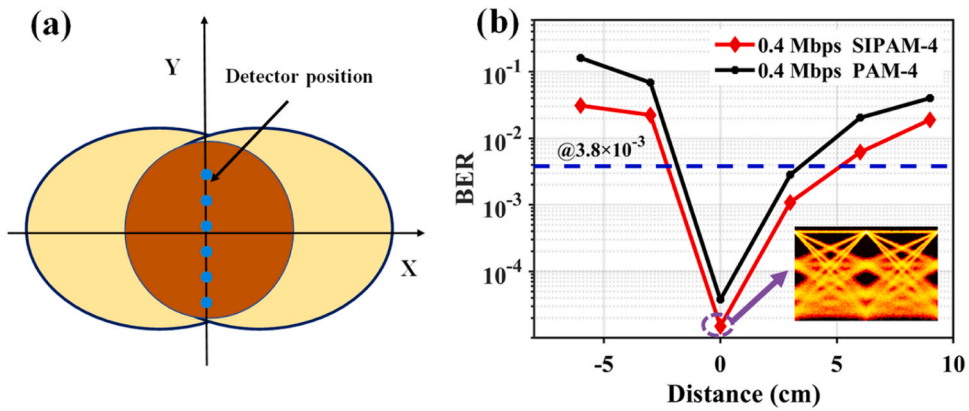 (a)
Y
Detector position
X
(b)
0.4 Mbps SIPAM-4
0.4 Mbps PAM-4
10⁻¹
10⁻²
@3.8×10⁻³
10⁻³
10⁻⁴
BER
-5 0 5 10
Distance (cm)